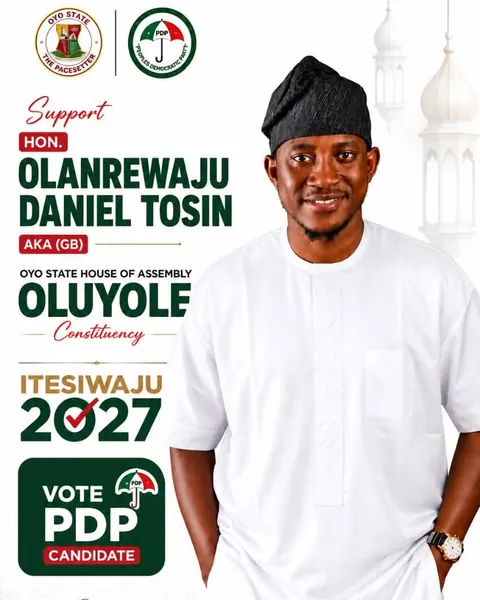 OYO STATE
THE PACESETTER
PDP
"PEOPLES DEMOCRATIC PARTY"
Support
HON.
OLANREWAJU
DANIEL TOSIN
AKA (GB)
OYO STATE HOUSE OF ASSEMBLY
OLUYOLE
Constituency
ITESIWAJU
2027
VOTE
PDP
PDP
CANDIDATE